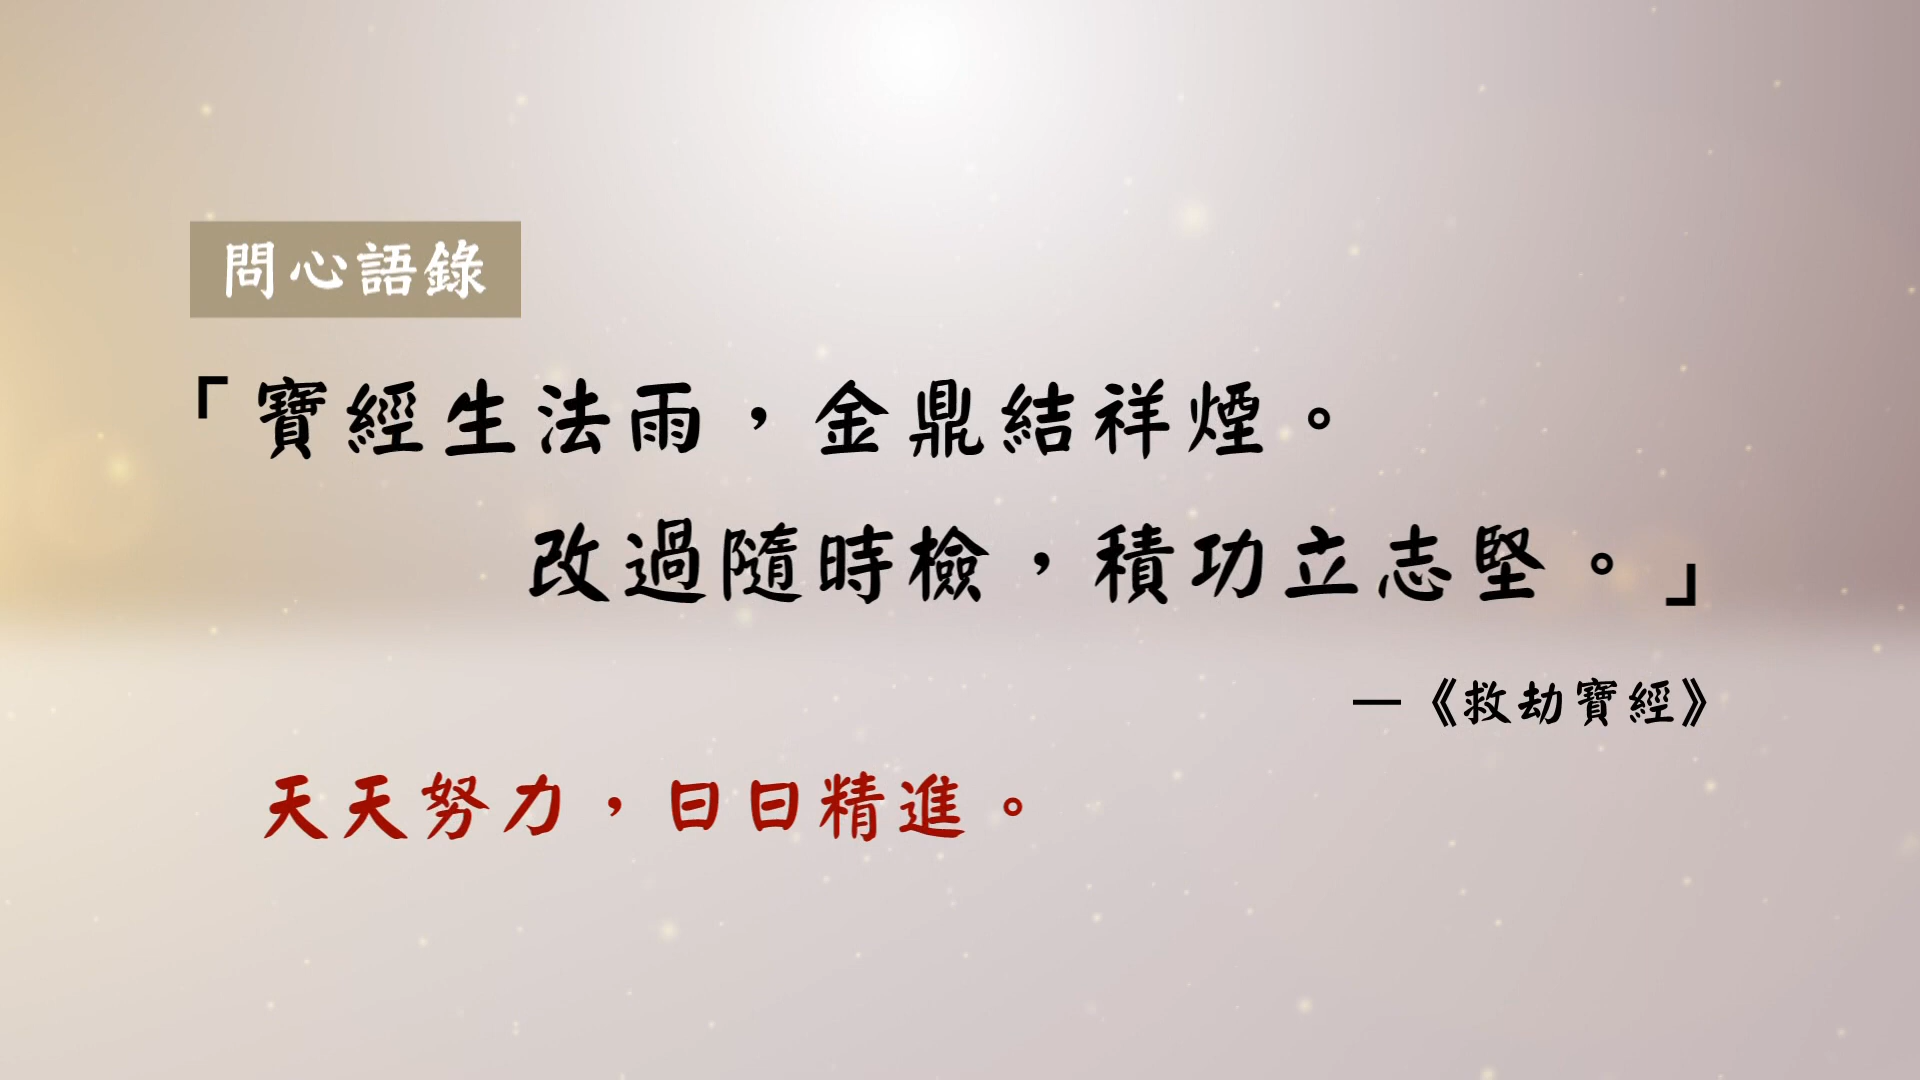 問心語錄
「寶經生法雨，金鼎結祥煙。
改過隨時檢，積功立志堅。」
—《救劫寶經》
天天努力，日日精進。